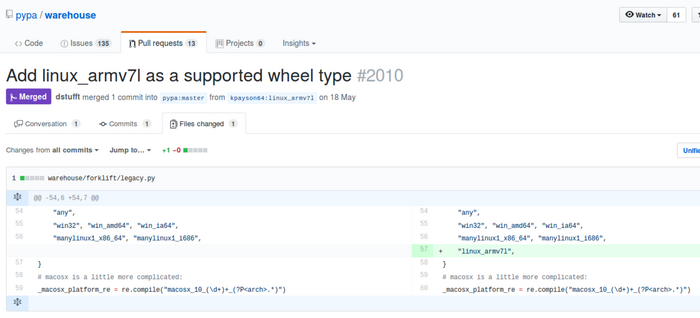 pypa / warehouse
Watch 61
Code Issues 135 Pull requests 13 Projects 0 Insights
Add linux_armv7l as a supported wheel type #2010
Merged dstufft merged 1 commit into pypa:master from kpayson64:linux_armv7l on 18 May
Conversation 1 Commits 1 Files changed 1
Changes from all commits Jump to... +1 −0 Unifie
1 warehouse/forklift/legacy.py
@@ -54,6 +54,7 @@
54 "any", 54 "any",
55 "win32", "win_amd64", "win_ia64", 55 "win32", "win_amd64", "win_ia64",
56 "manylinux1_x86_64", "manylinux1_i686", 56 "manylinux1_x86_64", "manylinux1_i686",
57 + "linux_armv7l",
57 } 58 }
58 # macosx is a little more complicated: 59 # macosx is a little more complicated:
59 _macosx_platform_re = re.compile("macosx_10_(\d+)+_(?P<arch>.*)") 60 _macosx_platform_re = re.compile("macosx_10_(\d+)+_(?P<arch>.*)")